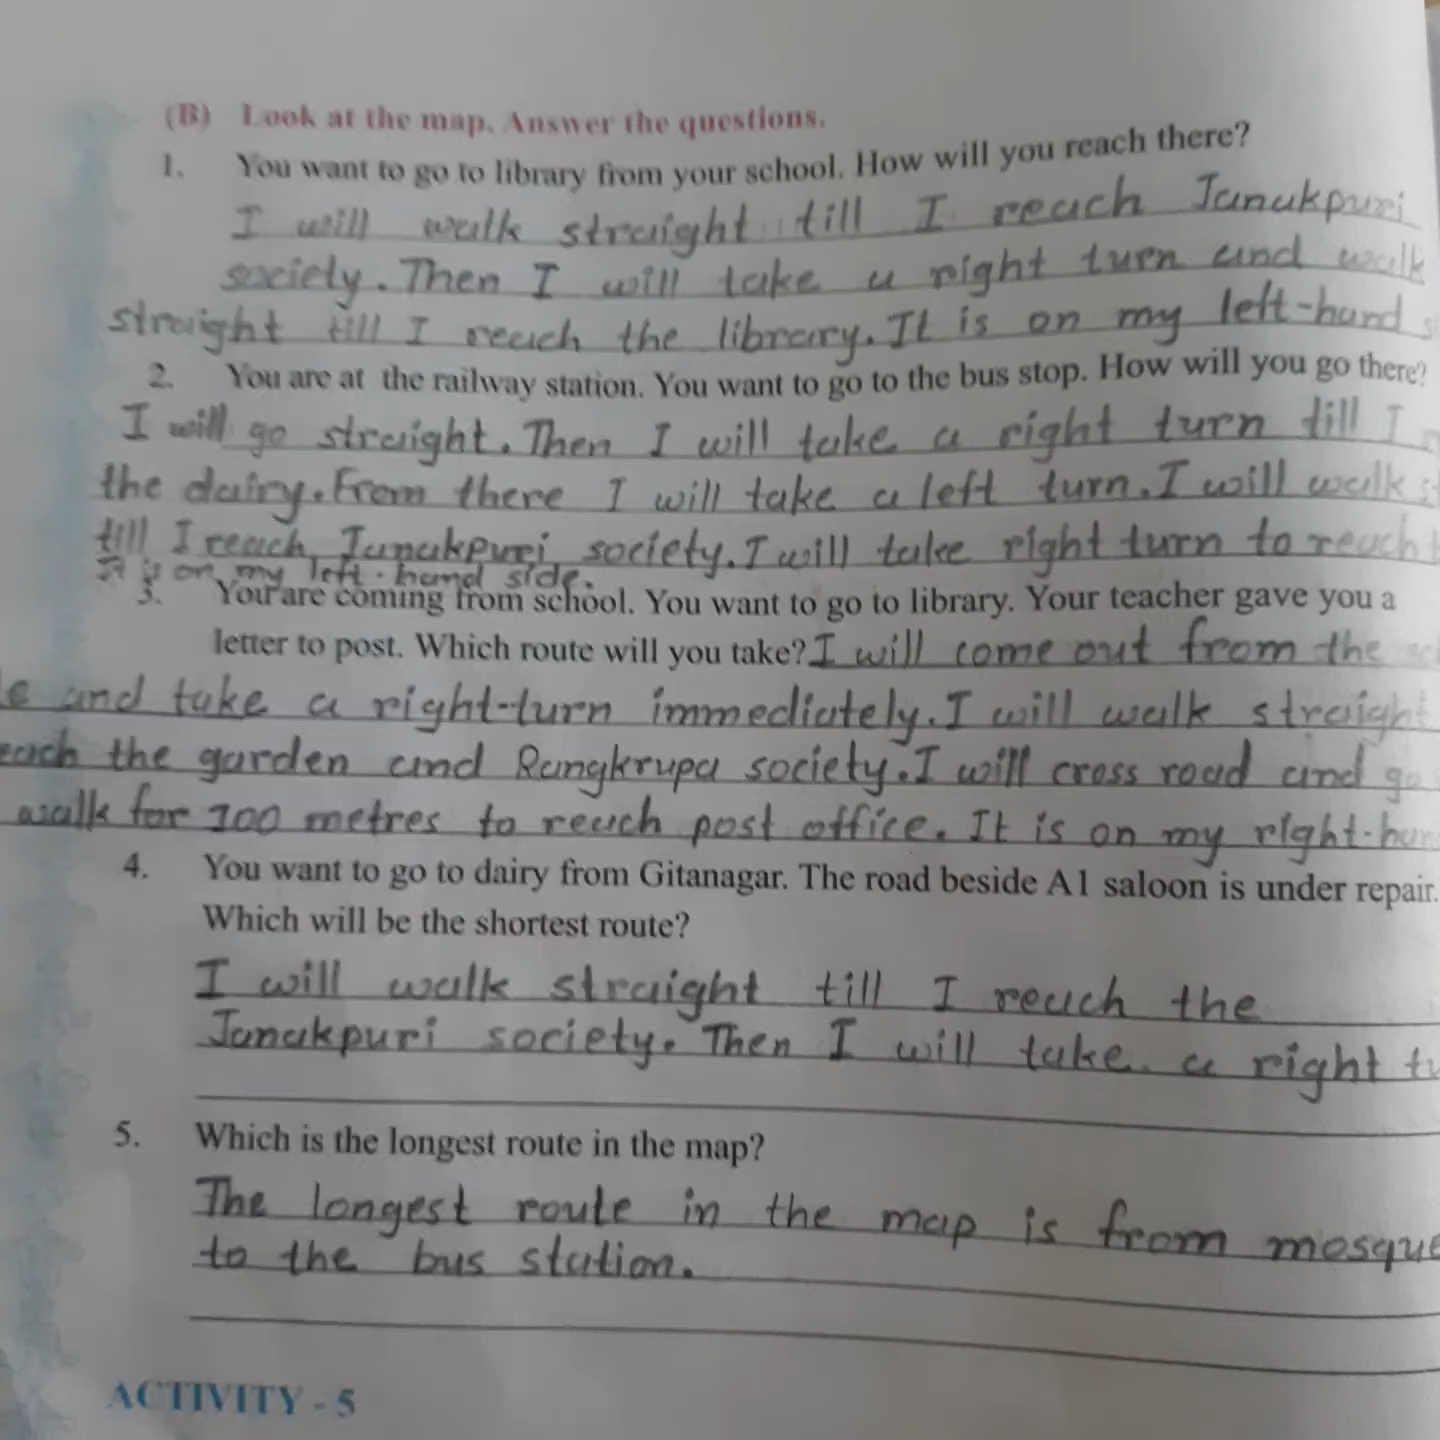 (B) Look at the map. Answer the questions.
1. You want to go to library from your school. How will you reach there?
I will walk straight till I reach Janakpuri
society. Then I will take a right turn and walk
straight till I reach the library. It is on my left-hand
2. You are at the railway station. You want to go to the bus stop. How will you go there?
I will go straight. Then I will take a right turn till I
the dairy. From there I will take a left turn. I will walk
till I reach Janakpuri society. I will take right turn to reach
It is on my left-hand side.
3. You are coming from school. You want to go to library. Your teacher gave you a
letter to post. Which route will you take? I will come out from the
and take a right-turn immediately. I will walk straight
the garden and Rangkrupa society. I will cross road and
walk for 100 metres to reach post office. It is on my
4. You want to go to dairy from Gitanagar. The road beside A1 saloon is under repair.
Which will be the shortest route?
I will walk straight till I reach the
Janakpuri society. Then I will take a right
5. Which is the longest route in the map?
The longest route in the map is from mosque
to the bus station.
ACTIVITY - 5